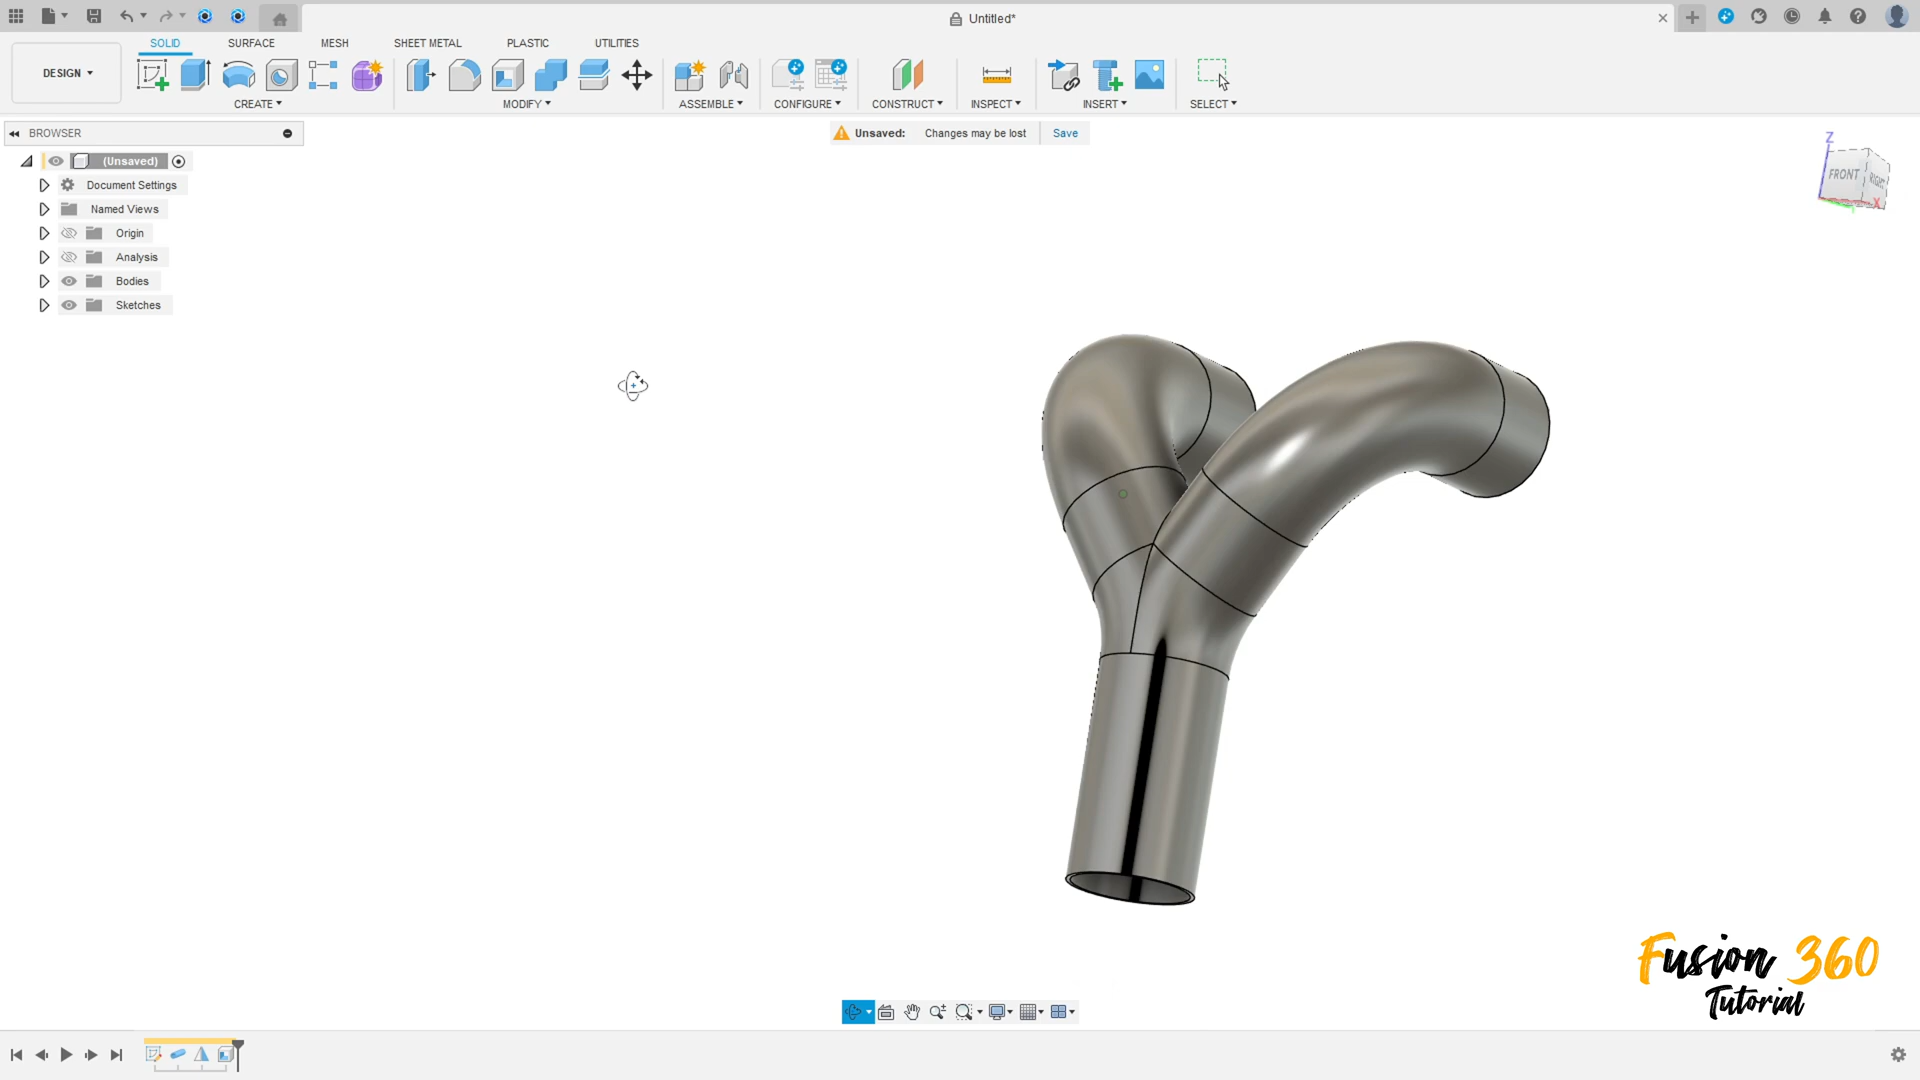 Untitled*
SOLID SURFACE MESH SHEET METAL PLASTIC UTILITIES
DESIGN
CREATE MODIFY ASSEMBLE CONFIGURE CONSTRUCT INSPECT INSERT SELECT
BROWSER
Unsaved: Changes may be lost Save
(Unsaved)
Document Settings
Named Views
Origin
Analysis
Bodies
Sketches
Z
FRONT
RIGHT
X
Fusion 360
Tutorial